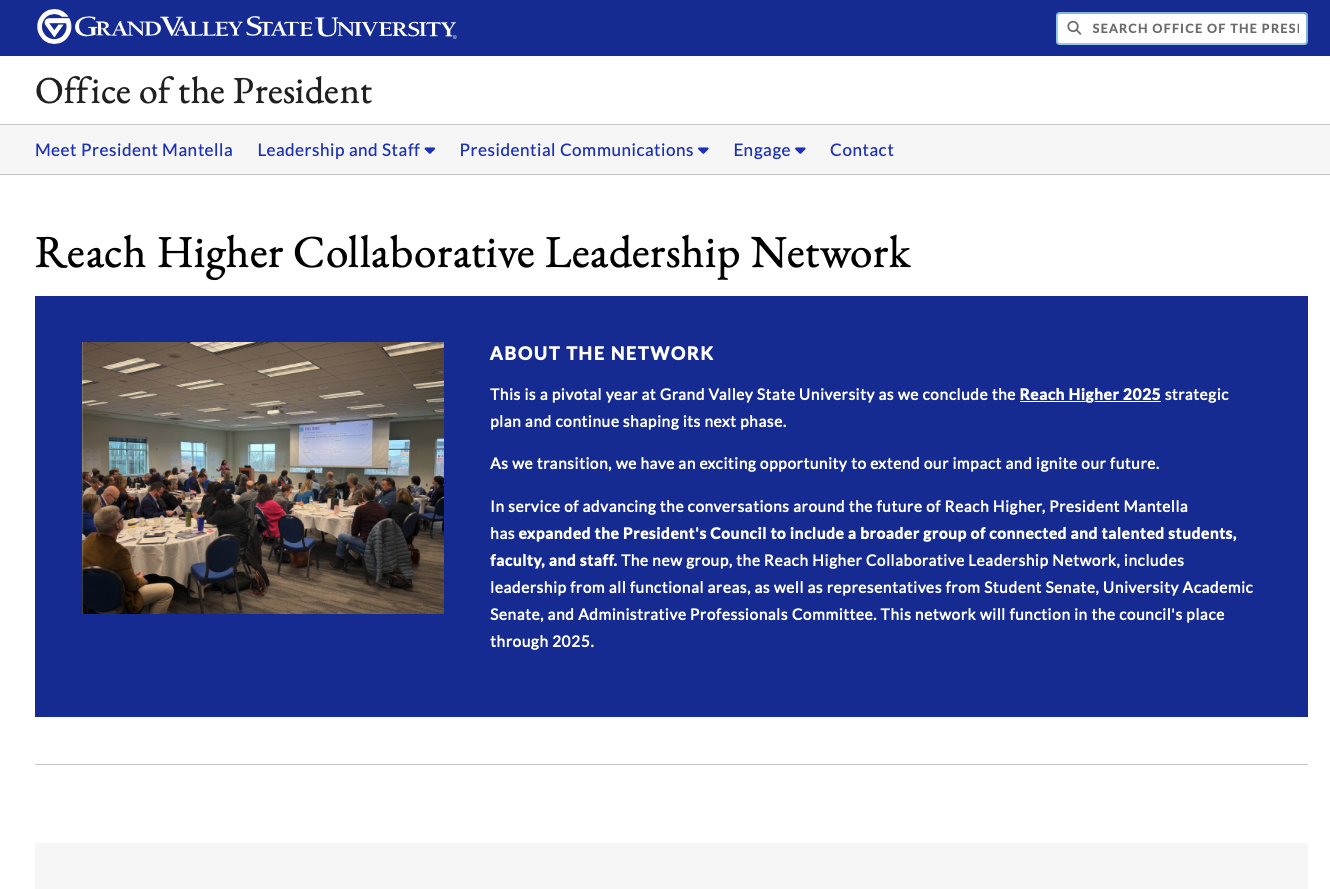 GRAND VALLEY STATE UNIVERSITY
SEARCH OFFICE OF THE PRESI
Office of the President
Meet President Mantella Leadership and Staff Presidential Communications Engage Contact
Reach Higher Collaborative Leadership Network
ABOUT THE NETWORK
This is a pivotal year at Grand Valley State University as we conclude the Reach Higher 2025 strategic
plan and continue shaping its next phase.
As we transition, we have an exciting opportunity to extend our impact and ignite our future.
In service of advancing the conversations around the future of Reach Higher, President Mantella
has expanded the President's Council to include a broader group of connected and talented students,
faculty, and staff. The new group, the Reach Higher Collaborative Leadership Network, includes
leadership from all functional areas, as well as representatives from Student Senate, University Academic
Senate, and Administrative Professionals Committee. This network will function in the council's place
through 2025.